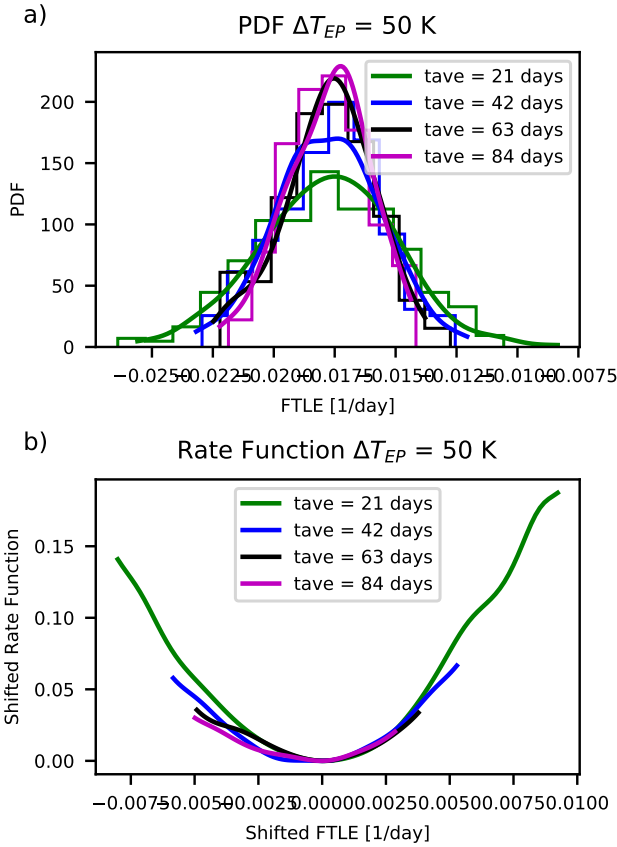 a)
PDF ΔT_EP = 50 K
tave = 21 days
tave = 42 days
tave = 63 days
tave = 84 days
PDF
200
150
100
50
0
−0.0250 −0.0225 −0.0200 −0.0175 −0.0150 −0.0125 −0.0100 −0.0075
FTLE [1/day]
b)
Rate Function ΔT_EP = 50 K
tave = 21 days
tave = 42 days
tave = 63 days
tave = 84 days
Shifted Rate Function
0.15
0.10
0.05
0.00
−0.0075 −0.0050 −0.0025 0.0000 0.0025 0.0050 0.0075 0.0100
Shifted FTLE [1/day]